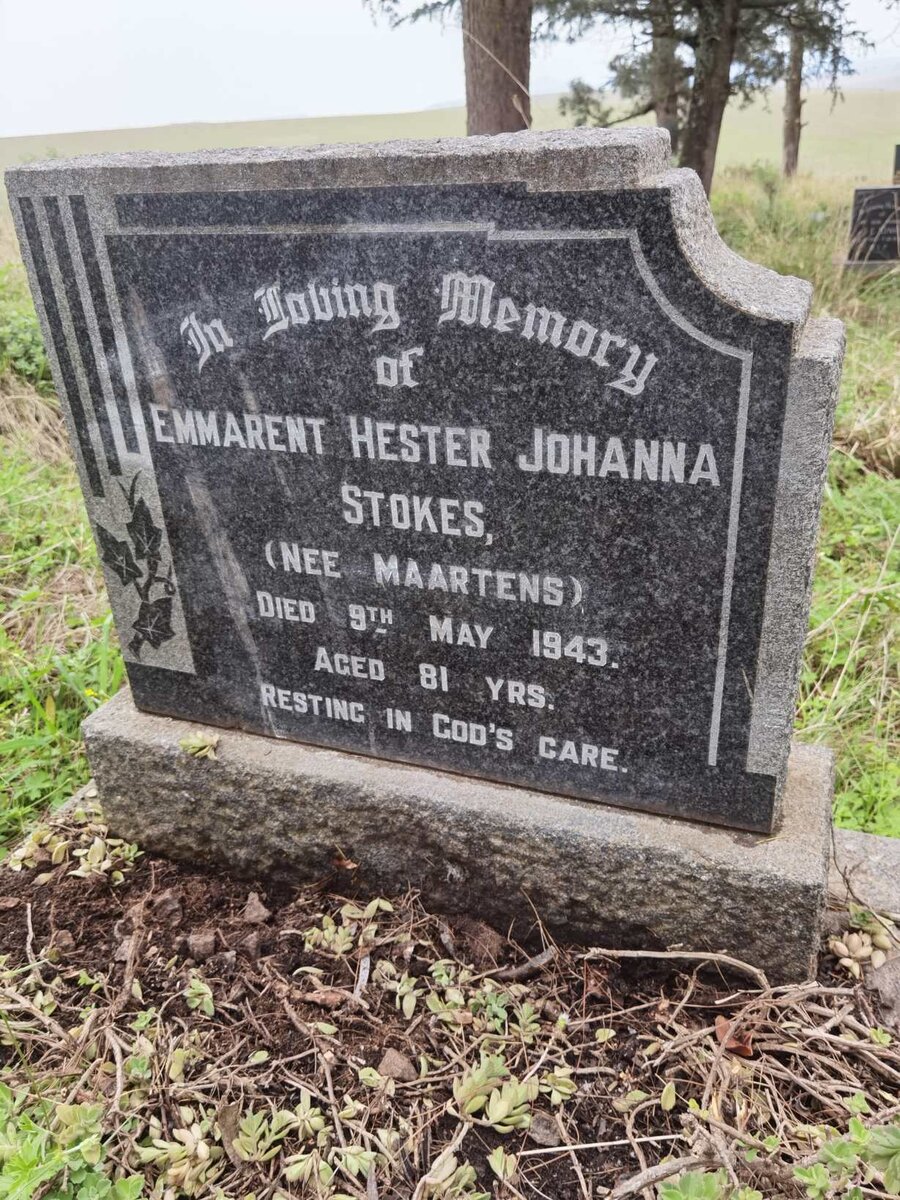 In Loving Memory
of
EMMARENT HESTER JOHANNA
STOKES,
(NEE MAARTENS)
DIED 9TH MAY 1943.
AGED 81 YRS.
RESTING IN GOD'S CARE.